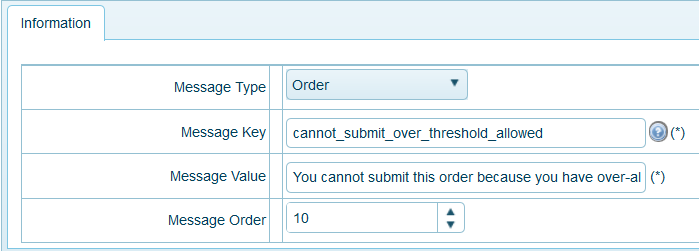 Information
Message Type Order
Message Key cannot_submit_over_threshold_allowed ? (*)
Message Value You cannot submit this order because you have over-al (*)
Message Order 10